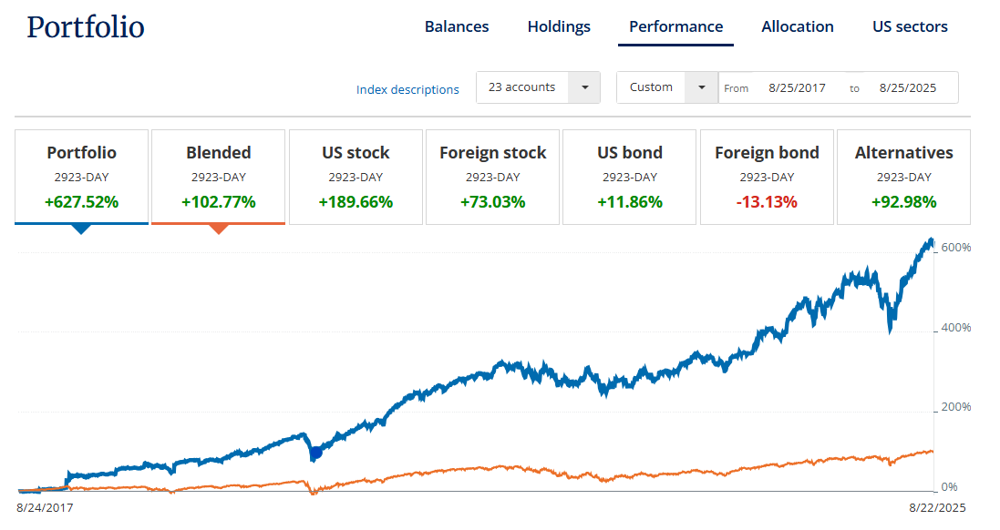 Portfolio
Balances Holdings Performance Allocation US sectors
Index descriptions 23 accounts Custom From 8/25/2017 to 8/25/2025
Portfolio Blended US stock Foreign stock US bond Foreign bond Alternatives
2923-DAY 2923-DAY 2923-DAY 2923-DAY 2923-DAY 2923-DAY 2923-DAY
+627.52% +102.77% +189.66% +73.03% +11.86% -13.13% +92.98%
600%
400%
200%
0%
8/24/2017 8/22/2025